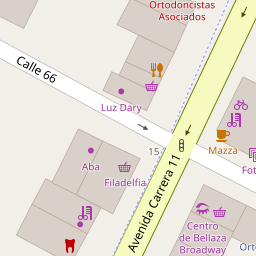 Ortodoncistas
Asociados
Calle 66
Luz Dary
15
Mazza
Aba
Filadelfia
Avenida Carrera 11
Centro
de Bellaza
Broadway